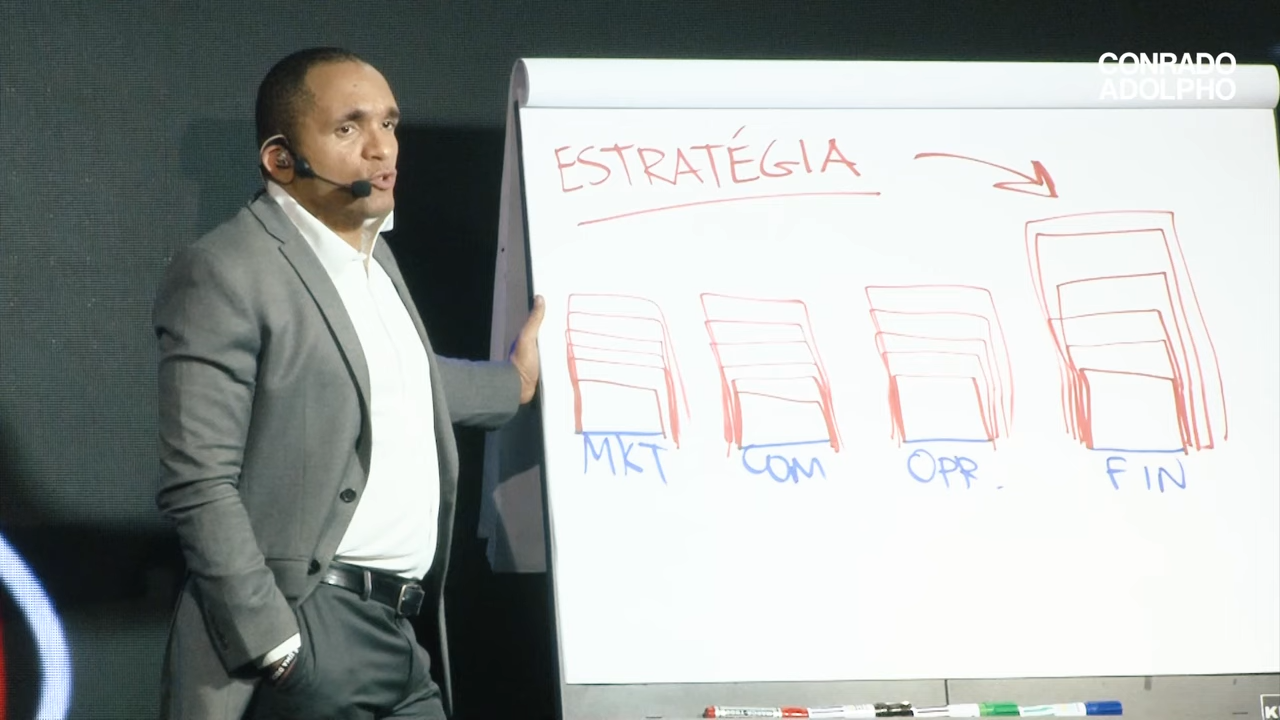 CONRADO
ADOLPHO
ESTRATÉGIA
MKT COM OPR. FIN
K